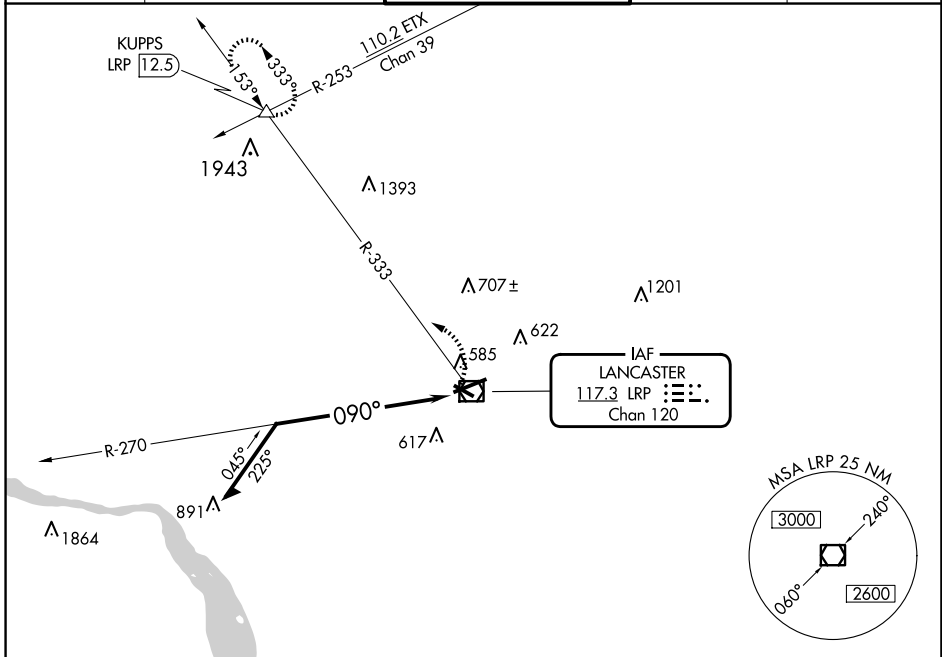 KUPPS
LRP 12.5
153°
333°
110.2 ETX
Chan 39
R-253
1943
1393
R-333
707±
1201
622
585
IAF
LANCASTER
117.3 LRP
Chan 120
090°
R-270
617
045°
225°
891
1864
MSA LRP 25 NM
3000
240°
060°
2600